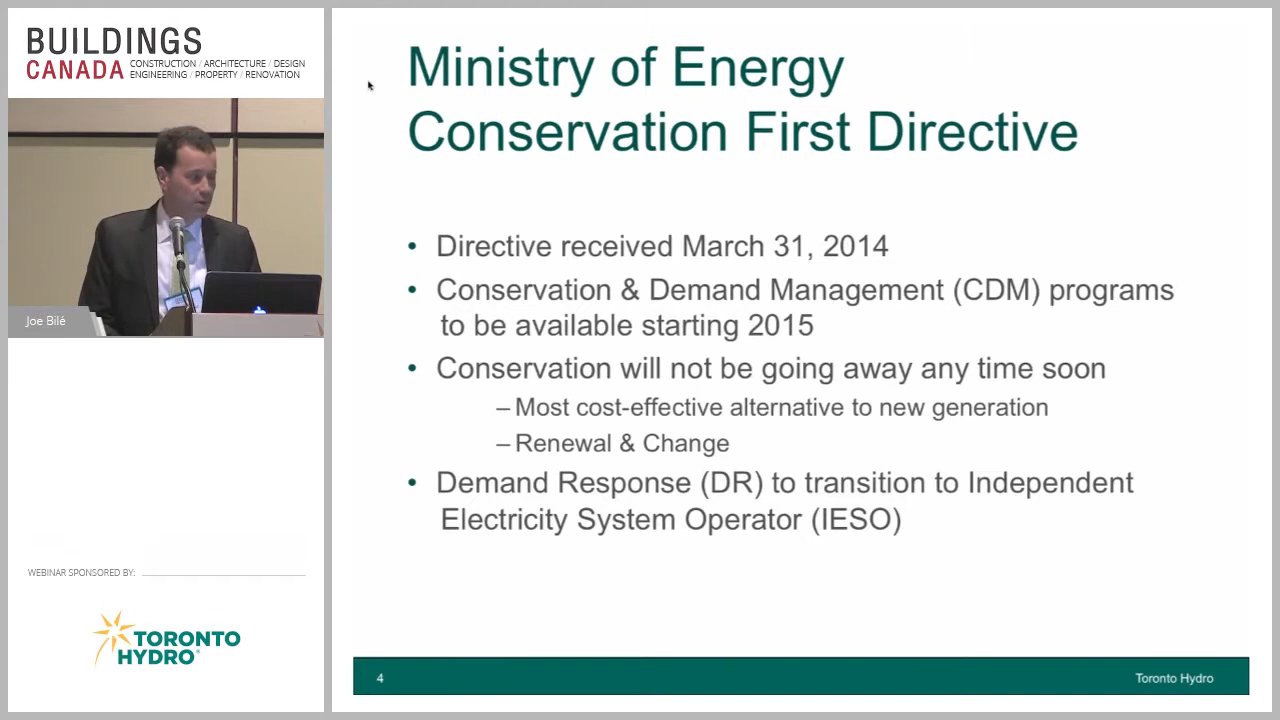 BUILDINGS
CANADA CONSTRUCTION / ARCHITECTURE / DESIGN
ENGINEERING / PROPERTY / RENOVATION
Joe Bilé
WEBINAR SPONSORED BY:
TORONTO
HYDRO®
Ministry of Energy
Conservation First Directive
• Directive received March 31, 2014
• Conservation & Demand Management (CDM) programs
to be available starting 2015
• Conservation will not be going away any time soon
– Most cost-effective alternative to new generation
– Renewal & Change
• Demand Response (DR) to transition to Independent
Electricity System Operator (IESO)
4
Toronto Hydro